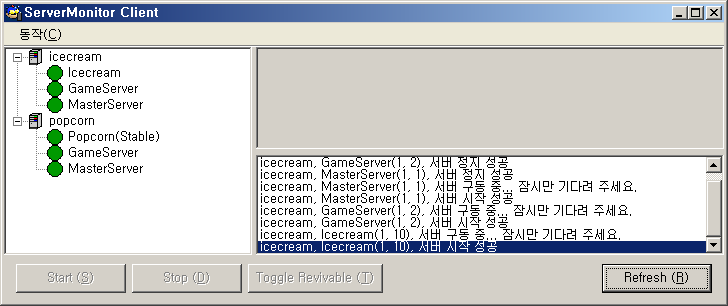 ServerMonitor Client
동작(C)
icecream
Icecream
GameServer
MasterServer
popcorn
Popcorn(Stable)
GameServer
MasterServer
icecream, GameServer(1, 2), 서버 정지 성공
icecream, MasterServer(1, 1), 서버 정지 성공
icecream, MasterServer(1, 1), 서버 구동 중... 잠시만 기다려 주세요.
icecream, MasterServer(1, 1), 서버 시작 성공
icecream, GameServer(1, 2), 서버 구동 중... 잠시만 기다려 주세요.
icecream, GameServer(1, 2), 서버 시작 성공
icecream, Icecream(1, 10), 서버 구동 중... 잠시만 기다려 주세요.
icecream, Icecream(1, 10), 서버 시작 성공
Start (S)
Stop (D)
Toggle Revivable (T)
Refresh (R)